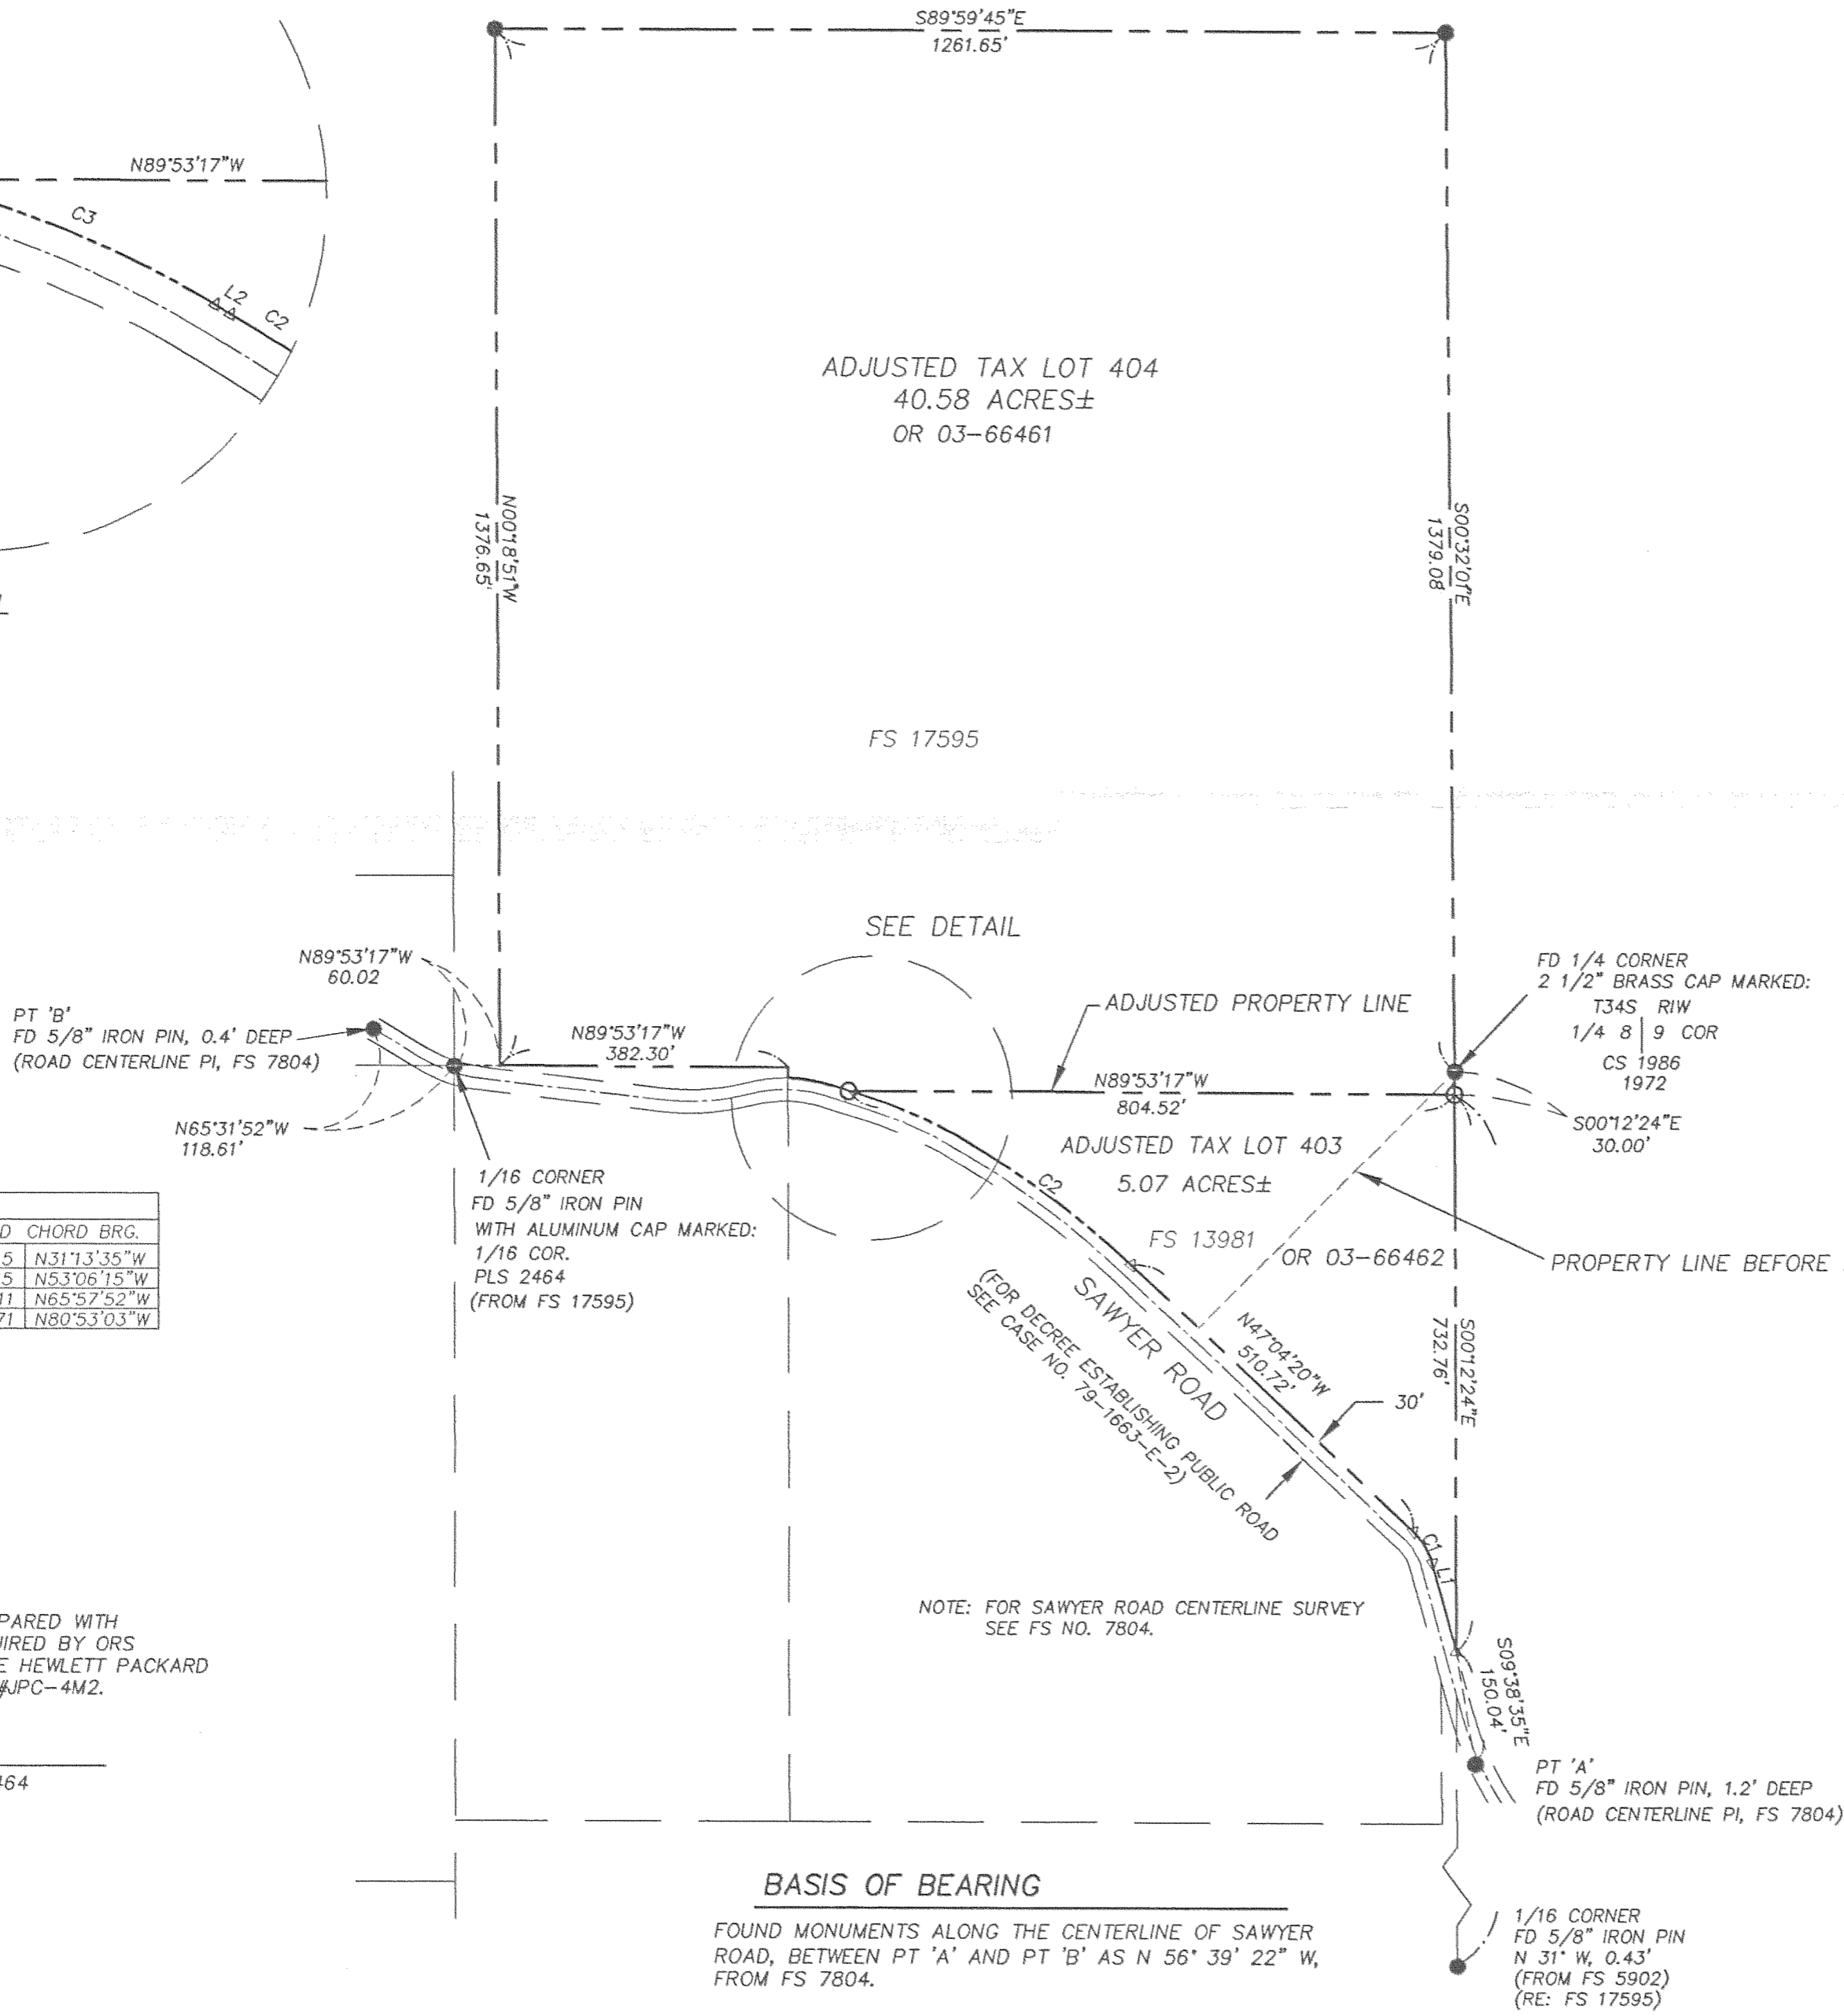 S89°59'45"E
1261.65'
N89°53'17"W
C3
L2
C2
ADJUSTED TAX LOT 404
40.58 ACRES±
OR 03-66461
N00°18'51"W
1376.65'
S00°32'01"E
1379.08'
FS 17595
SEE DETAIL
N89°53'17"W
60.02
FD 1/4 CORNER
2 1/2" BRASS CAP MARKED:
T34S R1W
1/4 8 | 9 COR
CS 1986
1972
PT 'B'
FD 5/8" IRON PIN, 0.4' DEEP
(ROAD CENTERLINE PI, FS 7804)
N89°53'17"W
382.30'
ADJUSTED PROPERTY LINE
N89°53'17"W
804.52'
S00°12'24"E
30.00'
N65°31'52"W
118.61'
ADJUSTED TAX LOT 403
5.07 ACRES±
C2
FS 13981
OR 03-66462
PROPERTY LINE BEFORE
1/16 CORNER
FD 5/8" IRON PIN
WITH ALUMINUM CAP MARKED:
1/16 COR.
PLS 2464
(FROM FS 17595)
D CHORD BRG.
5 N31°13'35"W
5 N53°06'15"W
11 N65°57'52"W
71 N80°53'03"W
SAWYER ROAD
(FOR DECREE ESTABLISHING PUBLIC ROAD
SEE CASE NO. 79-1663-E-2)
N47°04'20"W
510.72'
30'
S00°12'24"E
732.76'
C1
L1
NOTE: FOR SAWYER ROAD CENTERLINE SURVEY
SEE FS NO. 7804.
PARED WITH
UIRED BY ORS
E HEWLETT PACKARD
#JPC-4M2.
464
S09°38'35"E
150.04'
PT 'A'
FD 5/8" IRON PIN, 1.2' DEEP
(ROAD CENTERLINE PI, FS 7804)
BASIS OF BEARING
FOUND MONUMENTS ALONG THE CENTERLINE OF SAWYER
ROAD, BETWEEN PT 'A' AND PT 'B' AS N 56° 39' 22" W,
FROM FS 7804.
1/16 CORNER
FD 5/8" IRON PIN
N 31° W, 0.43'
(FROM FS 5902)
(RE: FS 17595)